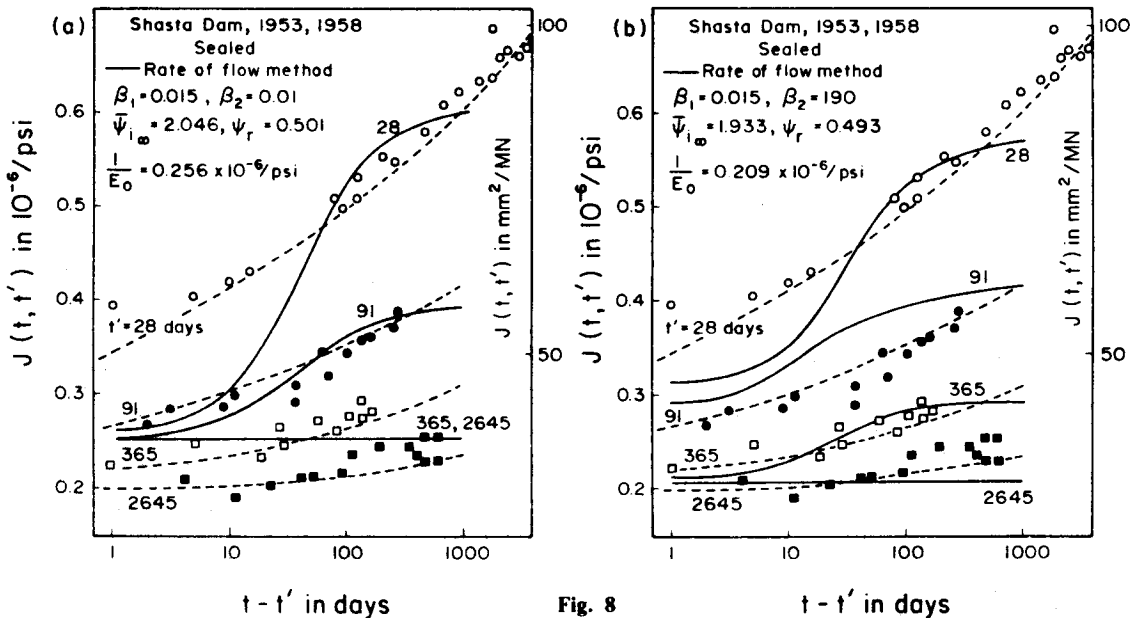 (a)
Shasta Dam, 1953, 1958
Sealed
Rate of flow method
β₁ = 0.015 , β₂ = 0.01
ψ̄ᵢ∞ = 2.046, ψᵣ = 0.501
1/E₀ = 0.256 x 10⁻⁶/psi
28
t' = 28 days
91
91
365, 2645
365
2645
0.6
0.5
0.4
0.3
0.2
J (t, t') in 10⁻⁶/psi
100
50
J (t, t') in mm²/MN
1 10 100 1000
t - t' in days
(b)
Shasta Dam, 1953, 1958
Sealed
Rate of flow method
β₁ = 0.015, β₂ = 190
ψ̄ᵢ∞ = 1.933, ψᵣ = 0.493
1/E₀ = 0.209 x 10⁻⁶/psi
28
t' = 28 days
91
91
365
365
2645
2645
0.6
0.5
0.4
0.3
0.2
J (t, t') in 10⁻⁶/psi
100
50
J (t, t') in mm²/MN
1 10 100 1000
t - t' in days
Fig. 8